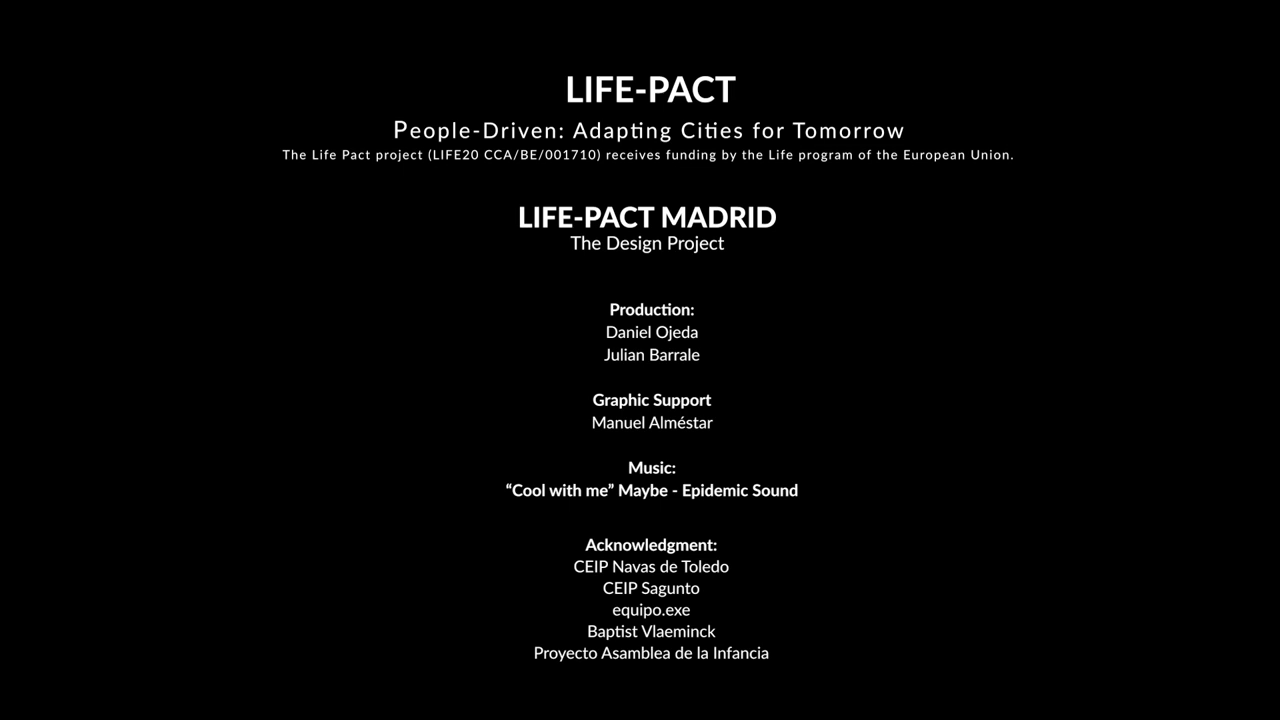 LIFE-PACT
People-Driven: Adapting Cities for Tomorrow
The Life Pact project (LIFE20 CCA/BE/001710) receives funding by the Life program of the European Union.
LIFE-PACT MADRID
The Design Project
Production:
Daniel Ojeda
Julian Barrale
Graphic Support
Manuel Alméstar
Music:
“Cool with me” Maybe - Epidemic Sound
Acknowledgment:
CEIP Navas de Toledo
CEIP Sagunto
equipo.exe
Baptist Vlaeminck
Proyecto Asamblea de la Infancia